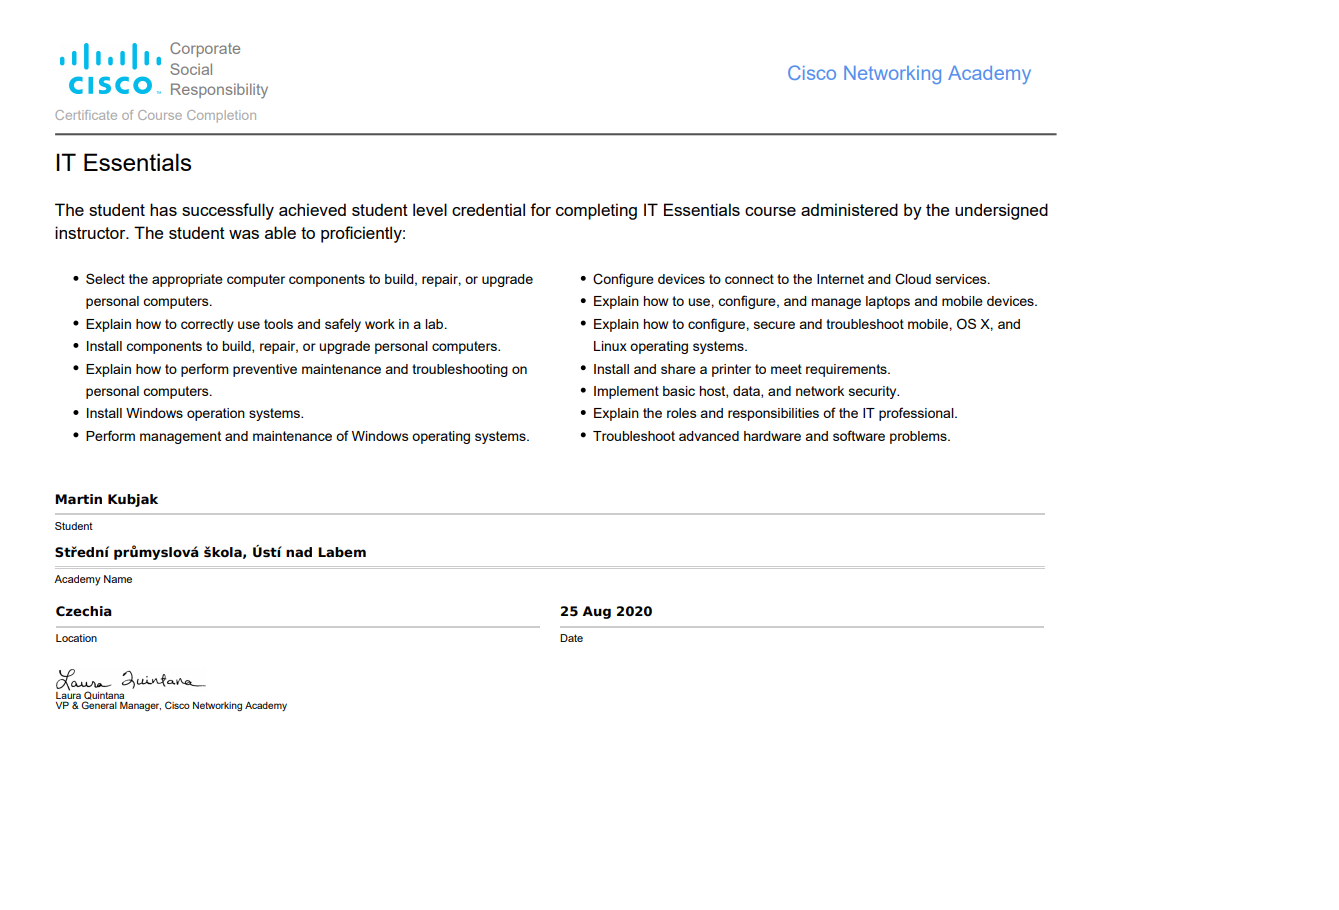 Corporate
Social
Responsibility
CISCO
Cisco Networking Academy
Certificate of Course Completion
IT Essentials
The student has successfully achieved student level credential for completing IT Essentials course administered by the undersigned
instructor. The student was able to proficiently:
• Select the appropriate computer components to build, repair, or upgrade
personal computers.
• Explain how to correctly use tools and safely work in a lab.
• Install components to build, repair, or upgrade personal computers.
• Explain how to perform preventive maintenance and troubleshooting on
personal computers.
• Install Windows operation systems.
• Perform management and maintenance of Windows operating systems.
• Configure devices to connect to the Internet and Cloud services.
• Explain how to use, configure, and manage laptops and mobile devices.
• Explain how to configure, secure and troubleshoot mobile, OS X, and
Linux operating systems.
• Install and share a printer to meet requirements.
• Implement basic host, data, and network security.
• Explain the roles and responsibilities of the IT professional.
• Troubleshoot advanced hardware and software problems.
Martin Kubjak
Student
Střední průmyslová škola, Ústí nad Labem
Academy Name
Czechia
Location
25 Aug 2020
Date
Laura Quintana
Laura Quintana
VP & General Manager, Cisco Networking Academy